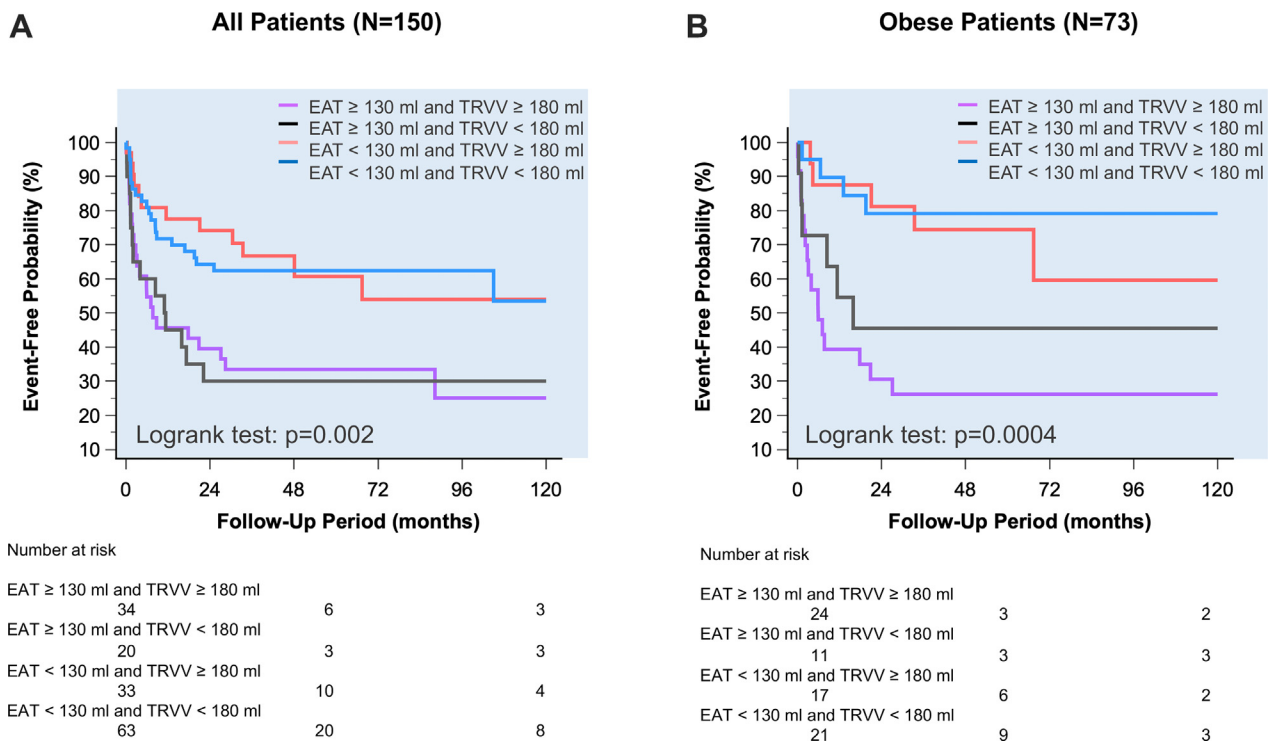 A All Patients (N=150)
EAT ≥ 130 ml and TRVV ≥ 180 ml
EAT ≥ 130 ml and TRVV < 180 ml
EAT < 130 ml and TRVV ≥ 180 ml
EAT < 130 ml and TRVV < 180 ml
Event-Free Probability (%)
100
90
80
70
60
50
40
30
20
10
Logrank test: p=0.002
0 24 48 72 96 120
Follow-Up Period (months)
Number at risk
EAT ≥ 130 ml and TRVV ≥ 180 ml
34 6 3
EAT ≥ 130 ml and TRVV < 180 ml
20 3 3
EAT < 130 ml and TRVV ≥ 180 ml
33 10 4
EAT < 130 ml and TRVV < 180 ml
63 20 8
B Obese Patients (N=73)
EAT ≥ 130 ml and TRVV ≥ 180 ml
EAT ≥ 130 ml and TRVV < 180 ml
EAT < 130 ml and TRVV ≥ 180 ml
EAT < 130 ml and TRVV < 180 ml
Event-Free Probability (%)
100
90
80
70
60
50
40
30
20
10
Logrank test: p=0.0004
0 24 48 72 96 120
Follow-Up Period (months)
Number at risk
EAT ≥ 130 ml and TRVV ≥ 180 ml
24 3 2
EAT ≥ 130 ml and TRVV < 180 ml
11 3 3
EAT < 130 ml and TRVV ≥ 180 ml
17 6 2
EAT < 130 ml and TRVV < 180 ml
21 9 3